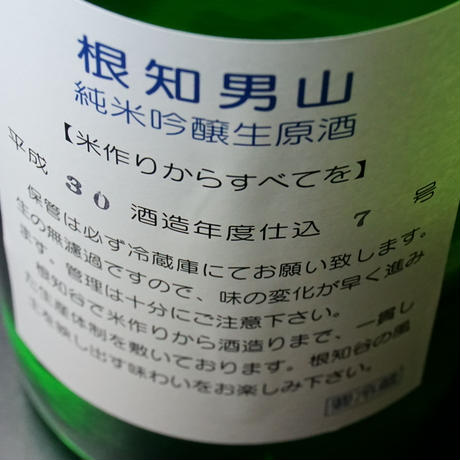 根知男山
純米吟醸生原酒
【米作りからすべてを】
平成 30 酒造年度仕込 7 号
保管は必ず冷蔵庫にてお願い致します。
生の無濾過ですので、味の変化が早く進み
ます。管理は十分にご注意下さい。
根知谷で米作りから酒造りまで、一貫し
た生産体制を敷いております。根知谷の風
土を映し出す味わいをお楽しみ下さい。
要冷蔵